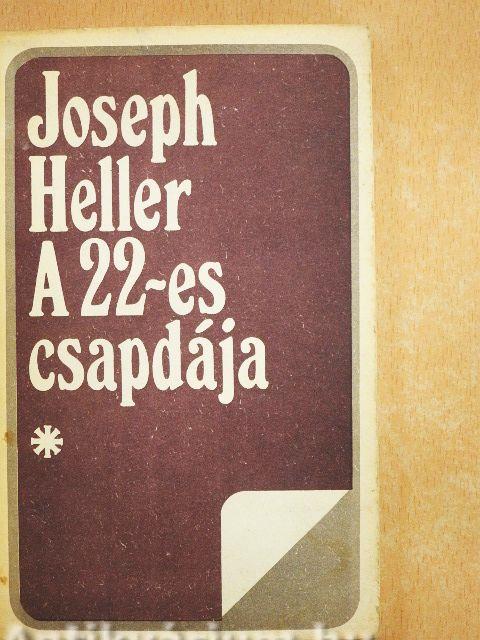 Joseph
Heller
A 22-es
csapdája
*